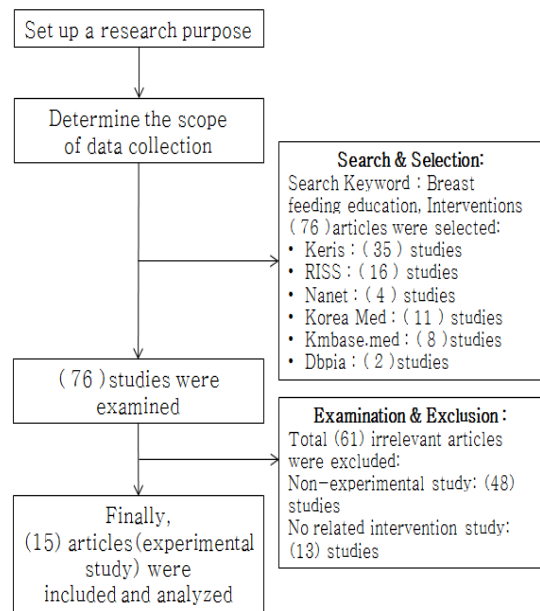 Set up a research purpose
Determine the scope
of data collection
Search & Selection:
Search Keyword : Breast
feeding education, Interventions
( 76 )articles were selected:
• Keris : ( 35 ) studies
• RISS : ( 16 ) studies
• Nanet : ( 4 ) studies
• Korea Med : ( 11 ) studies
• Kmbase.med : ( 8 )studies
• Dbpia : ( 2 )studies
( 76 )studies were
examined
Examination & Exclusion :
Total (61) irrelevant articles
were excluded:
Non-experimental study: (48)
studies
No related intervention study:
(13) studies
Finally,
(15) articles(experimental
study) were
included and analyzed